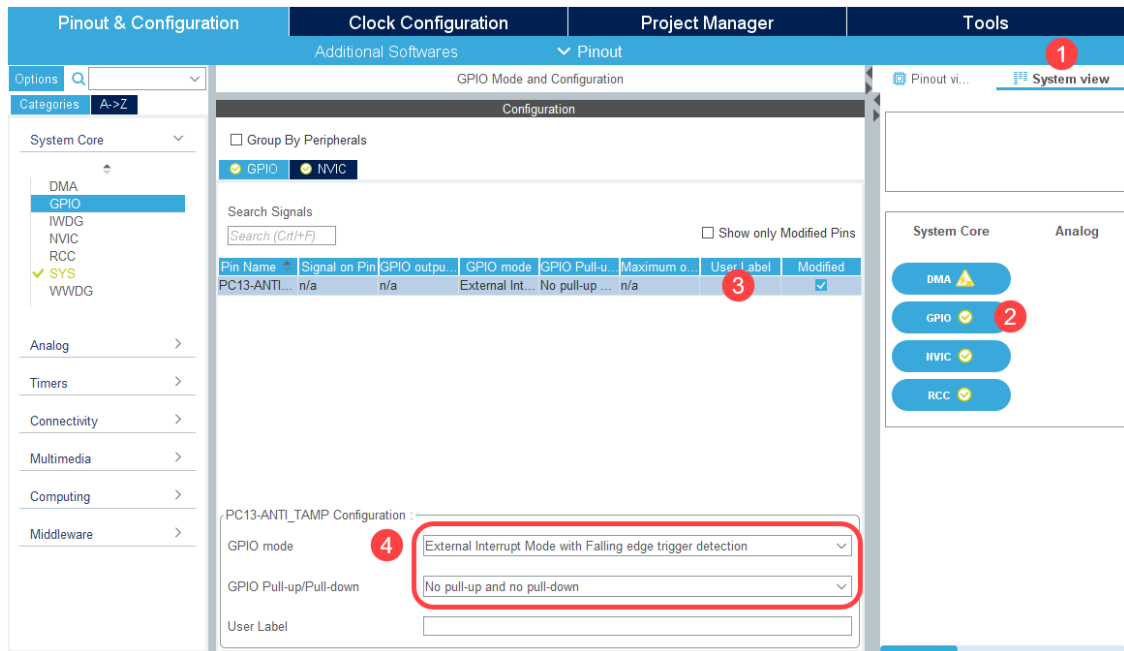 Pinout & Configuration
Clock Configuration
Project Manager
Tools
Additional Softwares
Pinout
1
Options
Categories
A->Z
System Core
DMA
GPIO
IWDG
NVIC
RCC
SYS
WWDG
Analog
Timers
Connectivity
Multimedia
Computing
Middleware
GPIO Mode and Configuration
Configuration
Group By Peripherals
GPIO
NVIC
Search Signals
Search (Crtl+F)
Show only Modified Pins
Pin Name
Signal on Pin
GPIO outpu...
GPIO mode
GPIO Pull-u...
Maximum o...
User Label
Modified
PC13-ANTI...
n/a
n/a
External Int...
No pull-up ...
n/a
3
PC13-ANTI_TAMP Configuration :
4
GPIO mode
External Interrupt Mode with Falling edge trigger detection
GPIO Pull-up/Pull-down
No pull-up and no pull-down
User Label
Pinout vi...
System view
System Core
Analog
DMA
GPIO
2
NVIC
RCC